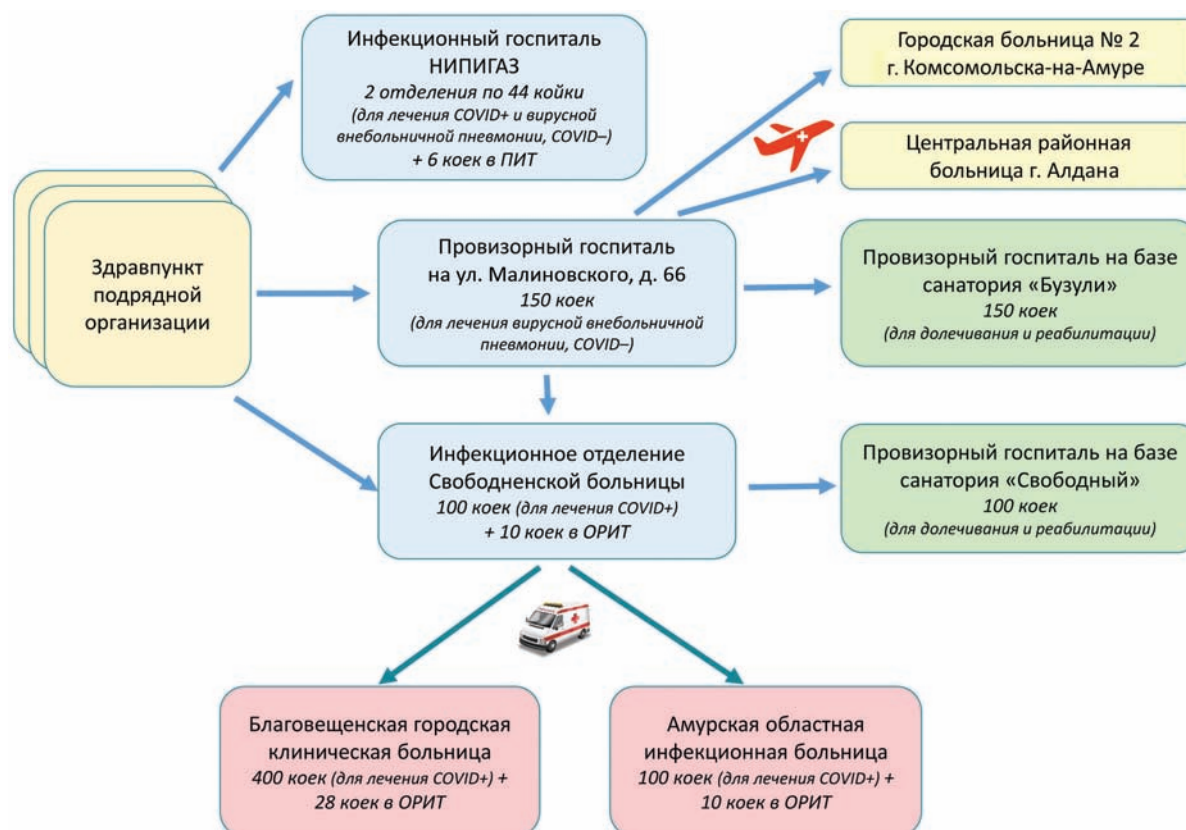 Инфекционный госпиталь
НИПИГАЗ
2 отделения по 44 койки
(для лечения COVID+ и вирусной
внебольничной пневмонии, COVID–)
+ 6 коек в ПИТ
Городская больница № 2
г. Комсомольска-на-Амуре
Центральная районная
больница г. Алдана
Здравпункт
подрядной
организации
Провизорный госпиталь
на ул. Малиновского, д. 66
150 коек
(для лечения вирусной внебольничной
пневмонии, COVID–)
Провизорный госпиталь на базе
санатория «Бузули»
150 коек
(для долечивания и реабилитации)
Инфекционное отделение
Свободненской больницы
100 коек (для лечения COVID+)
+ 10 коек в ОРИТ
Провизорный госпиталь на базе
санатория «Свободный»
100 коек
(для долечивания и реабилитации)
Благовещенская городская
клиническая больница
400 коек (для лечения COVID+) +
28 коек в ОРИТ
Амурская областная
инфекционная больница
100 коек (для лечения COVID+) +
10 коек в ОРИТ